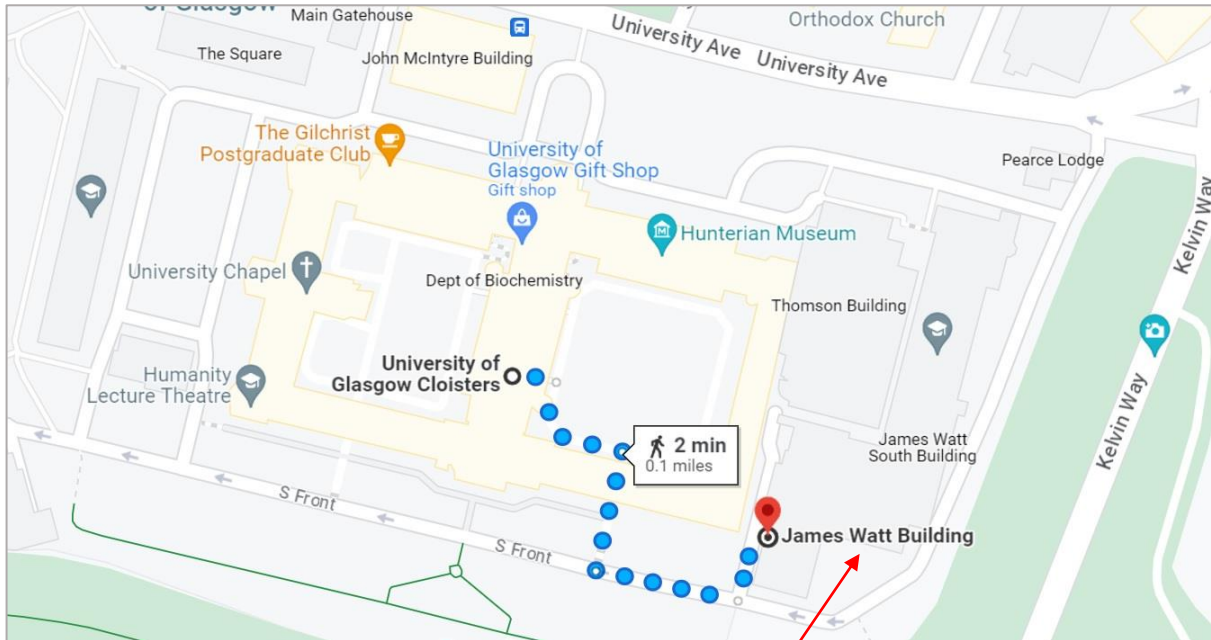 of Glasgow
Main Gatehouse
The Square
John McIntyre Building
University Ave
University Ave
Orthodox Church
The Gilchrist
Postgraduate Club
University of
Glasgow Gift Shop
Gift shop
Pearce Lodge
Hunterian Museum
Kelvin Way
University Chapel
Dept of Biochemistry
Thomson Building
University of
Glasgow Cloisters
Humanity
Lecture Theatre
2 min
0.1 miles
James Watt
South Building
Kelvin Way
S Front
S Front
James Watt Building